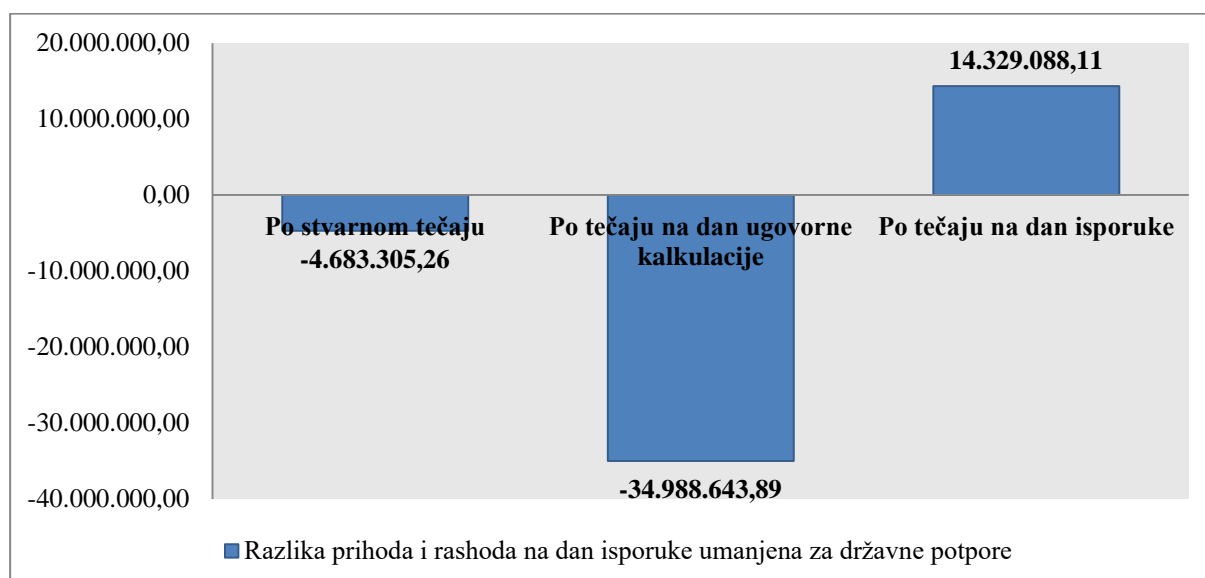 20.000.000,00
14.329.088,11
10.000.000,00
0,00
Po stvarnom tečaju
Po tečaju na dan ugovorne
kalkulacije
Po tečaju na dan isporuke
-4.683.305,26
-10.000.000,00
-20.000.000,00
-30.000.000,00
-34.988.643,89
-40.000.000,00
Razlika prihoda i rashoda na dan isporuke umanjena za državne potpore